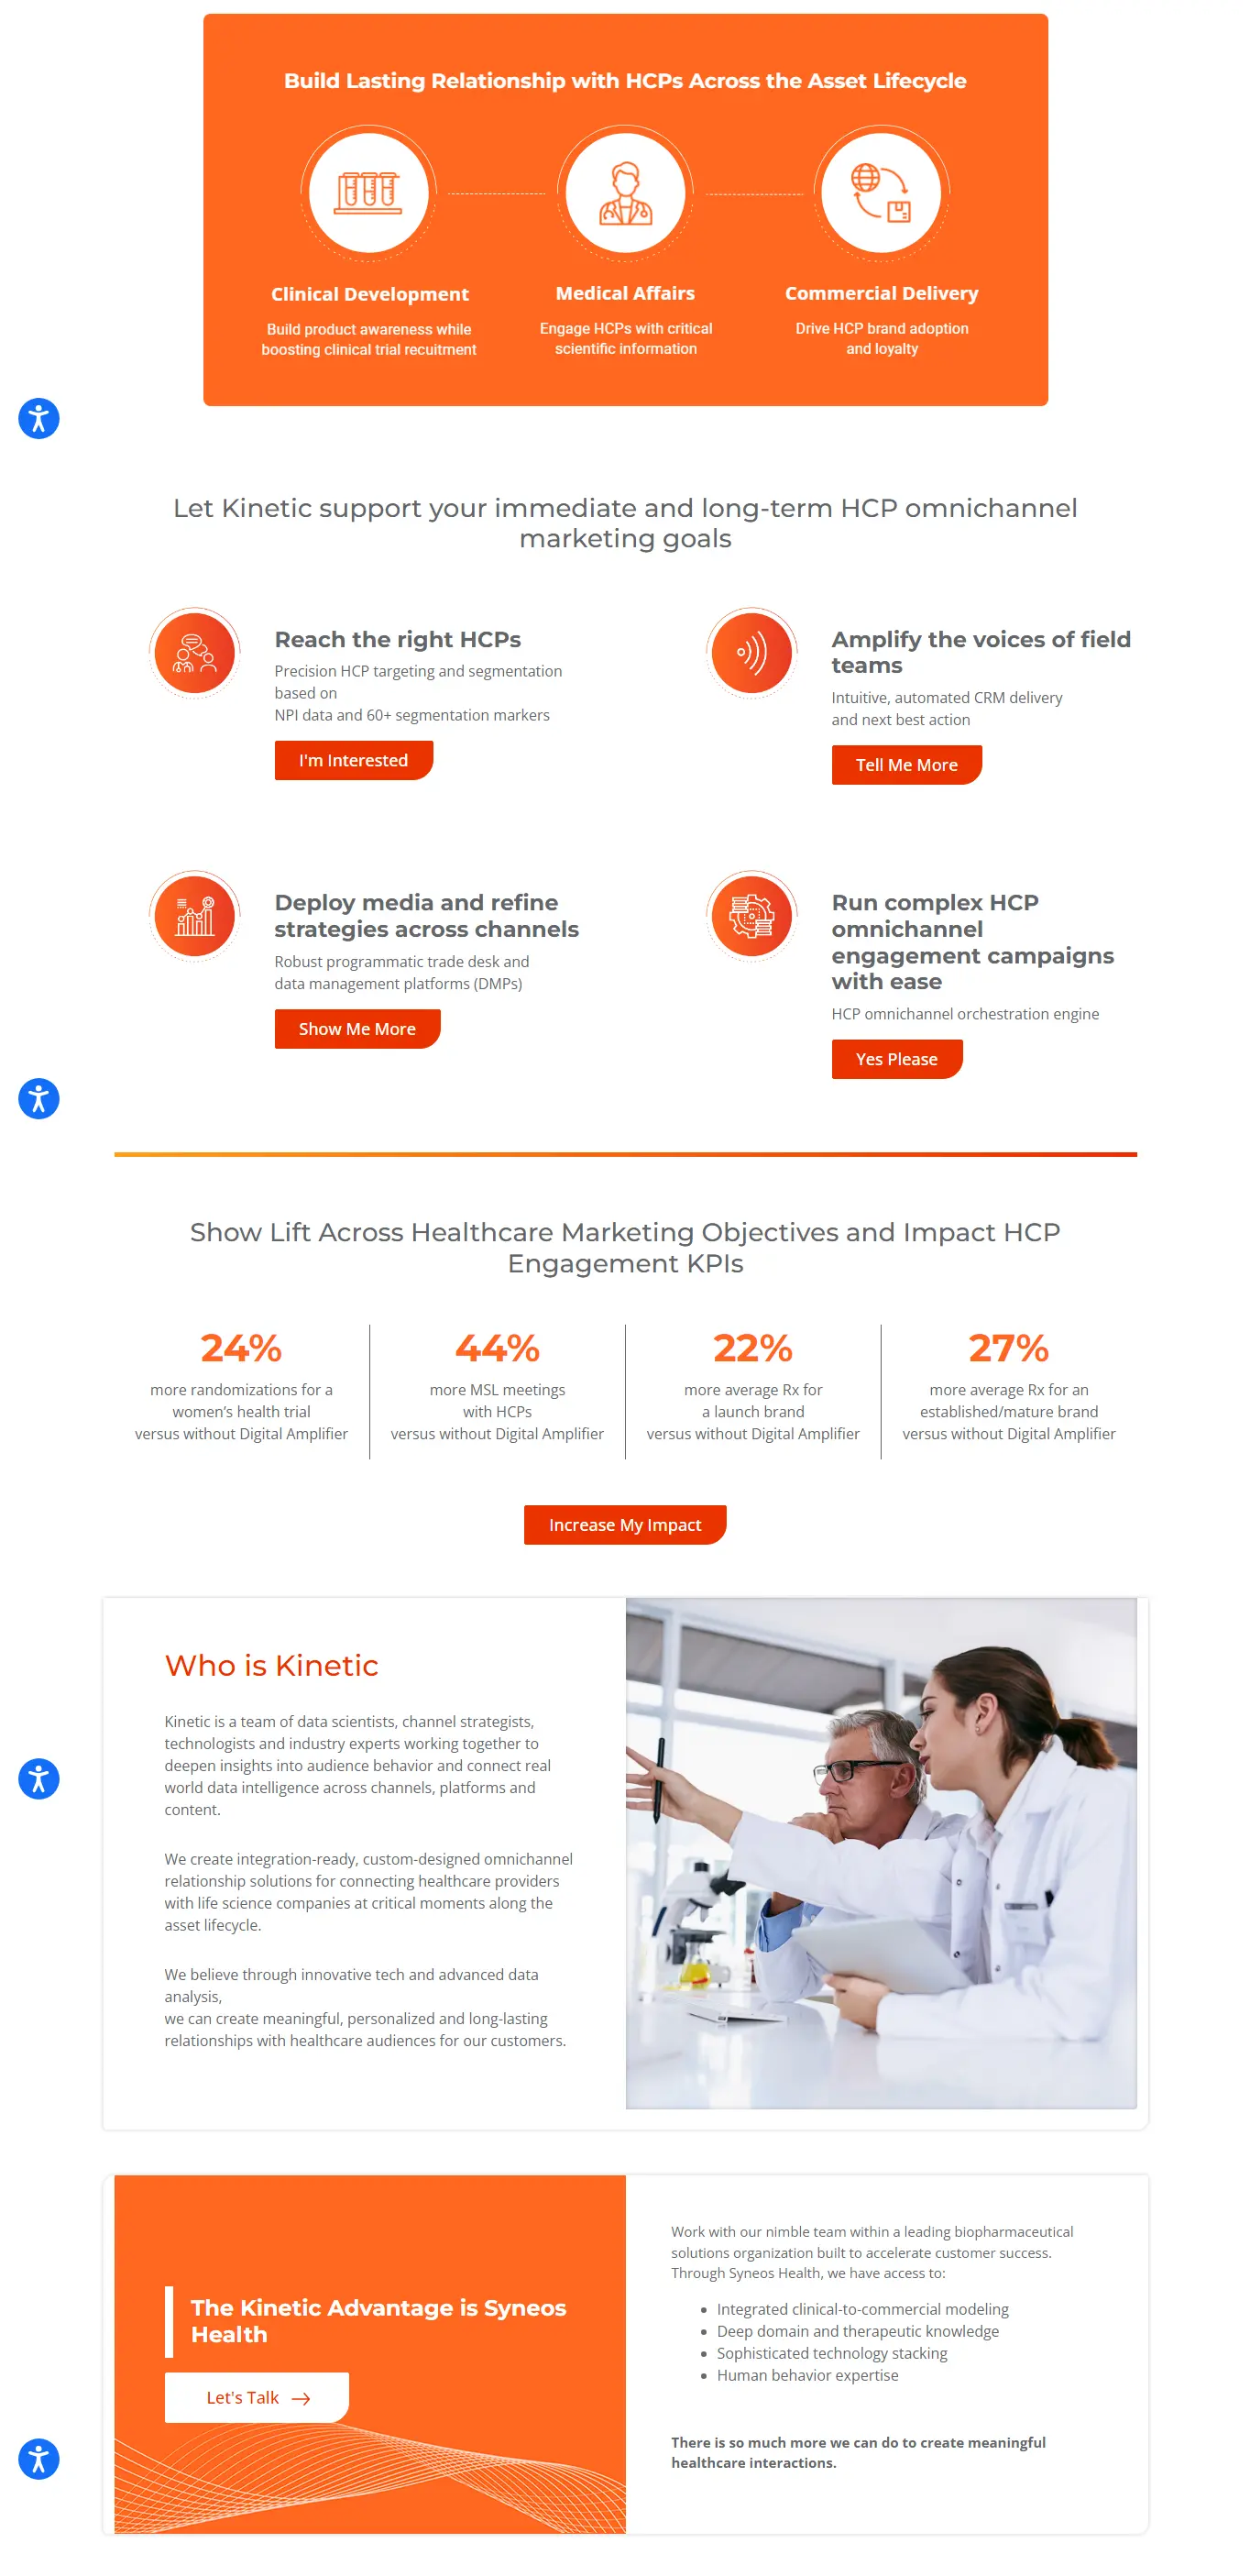 Build Lasting Relationship with HCPs Across the Asset Lifecycle
Clinical Development
Build product awareness while
boosting clinical trial recuitment
Medical Affairs
Engage HCPs with critical
scientific information
Commercial Delivery
Drive HCP brand adoption
and loyalty
Let Kinetic support your immediate and long-term HCP omnichannel
marketing goals
Reach the right HCPs
Precision HCP targeting and segmentation
based on
NPI data and 60+ segmentation markers
I'm Interested
Amplify the voices of field
teams
Intuitive, automated CRM delivery
and next best action
Tell Me More
Deploy media and refine
strategies across channels
Robust programmatic trade desk and
data management platforms (DMPs)
Show Me More
Run complex HCP
omnichannel
engagement campaigns
with ease
HCP omnichannel orchestration engine
Yes Please
Show Lift Across Healthcare Marketing Objectives and Impact HCP
Engagement KPIs
24%
more randomizations for a
women's health trial
versus without Digital Amplifier
44%
more MSL meetings
with HCPs
versus without Digital Amplifier
22%
more average Rx for
a launch brand
versus without Digital Amplifier
27%
more average Rx for an
established/mature brand
versus without Digital Amplifier
Increase My Impact
Who is Kinetic
Kinetic is a team of data scientists, channel strategists,
technologists and industry experts working together to
deepen insights into audience behavior and connect real
world data intelligence across channels, platforms and
content.
We create integration-ready, custom-designed omnichannel
relationship solutions for connecting healthcare providers
with life science companies at critical moments along the
asset lifecycle.
We believe through innovative tech and advanced data
analysis,
we can create meaningful, personalized and long-lasting
relationships with healthcare audiences for our customers.
The Kinetic Advantage is Syneos
Health
Let's Talk →
Work with our nimble team within a leading biopharmaceutical
solutions organization built to accelerate customer success.
Through Syneos Health, we have access to:
• Integrated clinical-to-commercial modeling
• Deep domain and therapeutic knowledge
• Sophisticated technology stacking
• Human behavior expertise
There is so much more we can do to create meaningful
healthcare interactions.